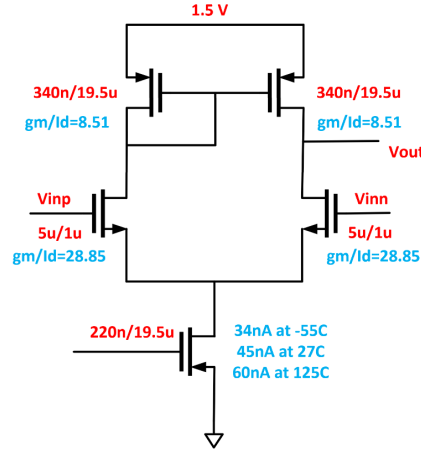 1.5 V
340n/19.5u
340n/19.5u
gm/Id=8.51
gm/Id=8.51
Vout
Vinp
Vinn
5u/1u
5u/1u
gm/Id=28.85
gm/Id=28.85
220n/19.5u
34nA at -55C
45nA at 27C
60nA at 125C